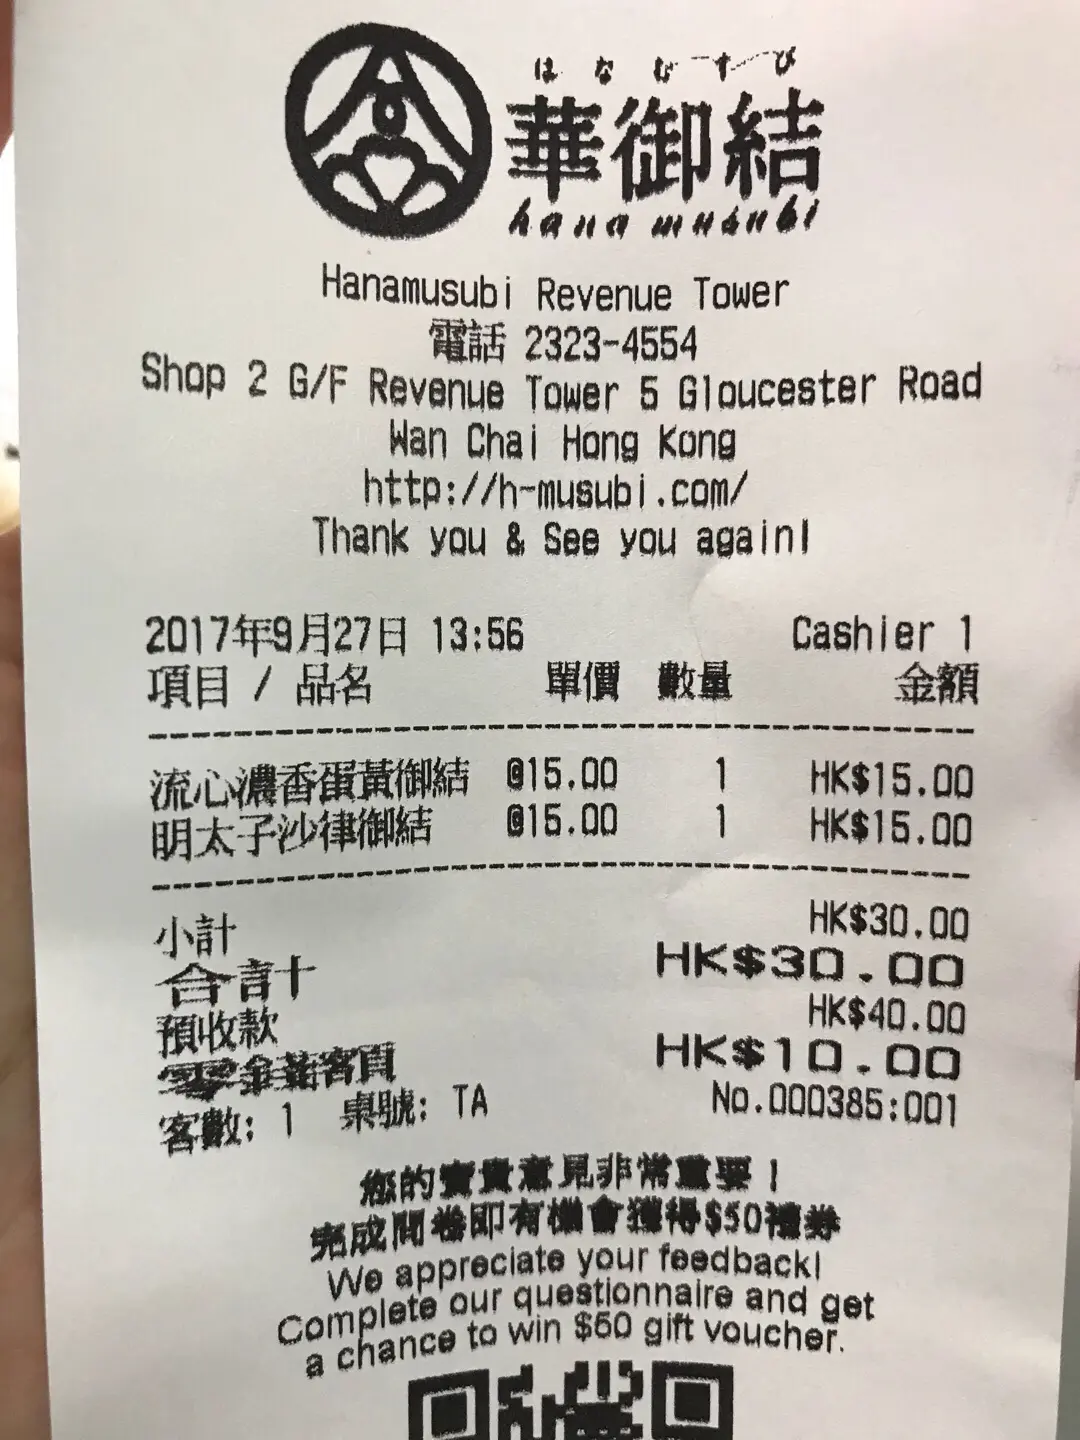 はなむすび
華御結
hana musubi
Hanamusubi Revenue Tower
電話 2323-4554
Shop 2 G/F Revenue Tower 5 Gloucester Road
Wan Chai Hong Kong
http://h-musubi.com/
Thank you & See you again!
2017年9月27日 13:56 Cashier 1
項目 / 品名 單價 數量 金額
流心濃香蛋黃御結 @15.00 1 HK$15.00
明太子沙律御結 @15.00 1 HK$15.00
小計 HK$30.00
合計 HK$30.00
預收款 HK$40.00
HK$10.00
客數: 1 桌號: TA No.000385:001
您的寶貴意見非常重要！
完成問卷即有機會獲得$50禮券
We appreciate your feedback!
Complete our questionnaire and get
a chance to win $50 gift voucher.